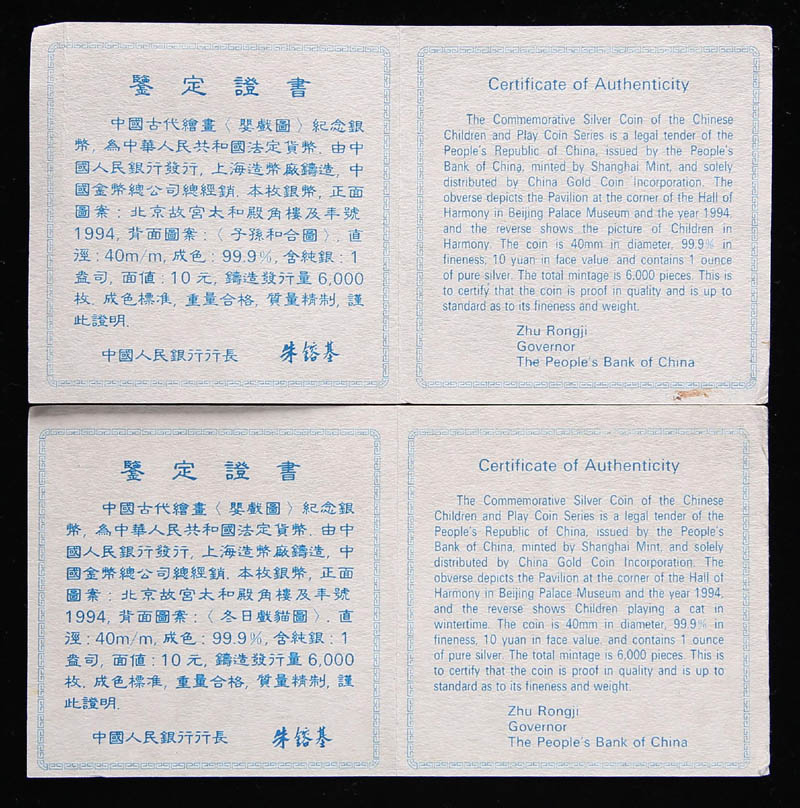 鑒定證書
中國古代繪畫〈嬰戲圖〉紀念銀
幣, 為中華人民共和國法定貨幣. 由中
國人民銀行發行, 上海造幣廠鑄造, 中
國金幣總公司總經銷. 本枚銀幣, 正面
圖案: 北京故宮太和殿角樓及年號
1994, 背面圖案:〈子孫和合圖〉. 直
徑: 40m/m, 成色: 99.9%, 含純銀: 1
盎司, 面值: 10元, 鑄造發行量6,000
枚. 成色標準, 重量合格, 質量精制, 謹
此證明.
中國人民銀行行長 朱鎔基
Certificate of Authenticity
The Commemorative Silver Coin of the Chinese
Children and Play Coin Series is a legal tender of the
People's Republic of China, issued by the People's
Bank of China, minted by Shanghai Mint, and solely
distributed by China Gold Coin Incorporation. The
obverse depicts the Pavilion at the corner of the Hall of
Harmony in Beijing Palace Museum and the year 1994,
and the reverse shows the picture of Children in
Harmony. The coin is 40mm in diameter, 99.9% in
fineness, 10 yuan in face value, and contains 1 ounce
of pure silver. The total mintage is 6,000 pieces. This is
to certify that the coin is proof in quality and is up to
standard as to its fineness and weight.
Zhu Rongji
Governor
The People's Bank of China
鑒定證書
中國古代繪畫〈嬰戲圖〉紀念銀
幣, 為中華人民共和國法定貨幣. 由中
國人民銀行發行, 上海造幣廠鑄造, 中
國金幣總公司總經銷. 本枚銀幣, 正面
圖案: 北京故宮太和殿角樓及年號
1994, 背面圖案:〈冬日戲貓圖〉. 直
徑: 40m/m, 成色: 99.9%, 含純銀: 1
盎司, 面值: 10元, 鑄造發行量6,000
枚. 成色標準, 重量合格, 質量精制, 謹
此證明.
中國人民銀行行長 朱鎔基
Certificate of Authenticity
The Commemorative Silver Coin of the Chinese
Children and Play Coin Series is a legal tender of the
People's Republic of China, issued by the People's
Bank of China, minted by Shanghai Mint, and solely
distributed by China Gold Coin Incorporation. The
obverse depicts the Pavilion at the corner of the Hall of
Harmony in Beijing Palace Museum and the year 1994,
and the reverse shows Children playing a cat in
wintertime. The coin is 40mm in diameter, 99.9% in
fineness, 10 yuan in face value, and contains 1 ounce
of pure silver. The total mintage is 6,000 pieces. This is
to certify that the coin is proof in quality and is up to
standard as to its fineness and weight.
Zhu Rongji
Governor
The People's Bank of China